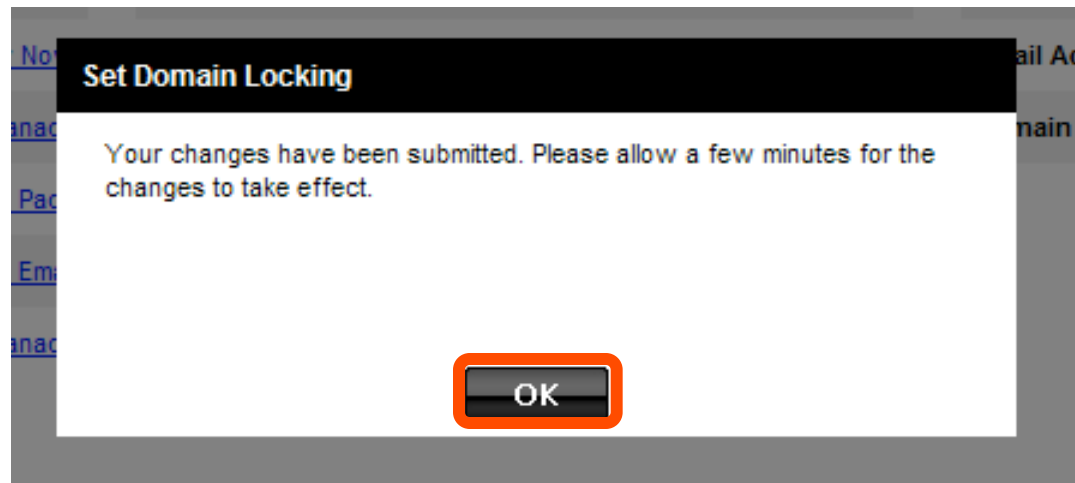 Set Domain Locking
Your changes have been submitted. Please allow a few minutes for the
changes to take effect.
OK